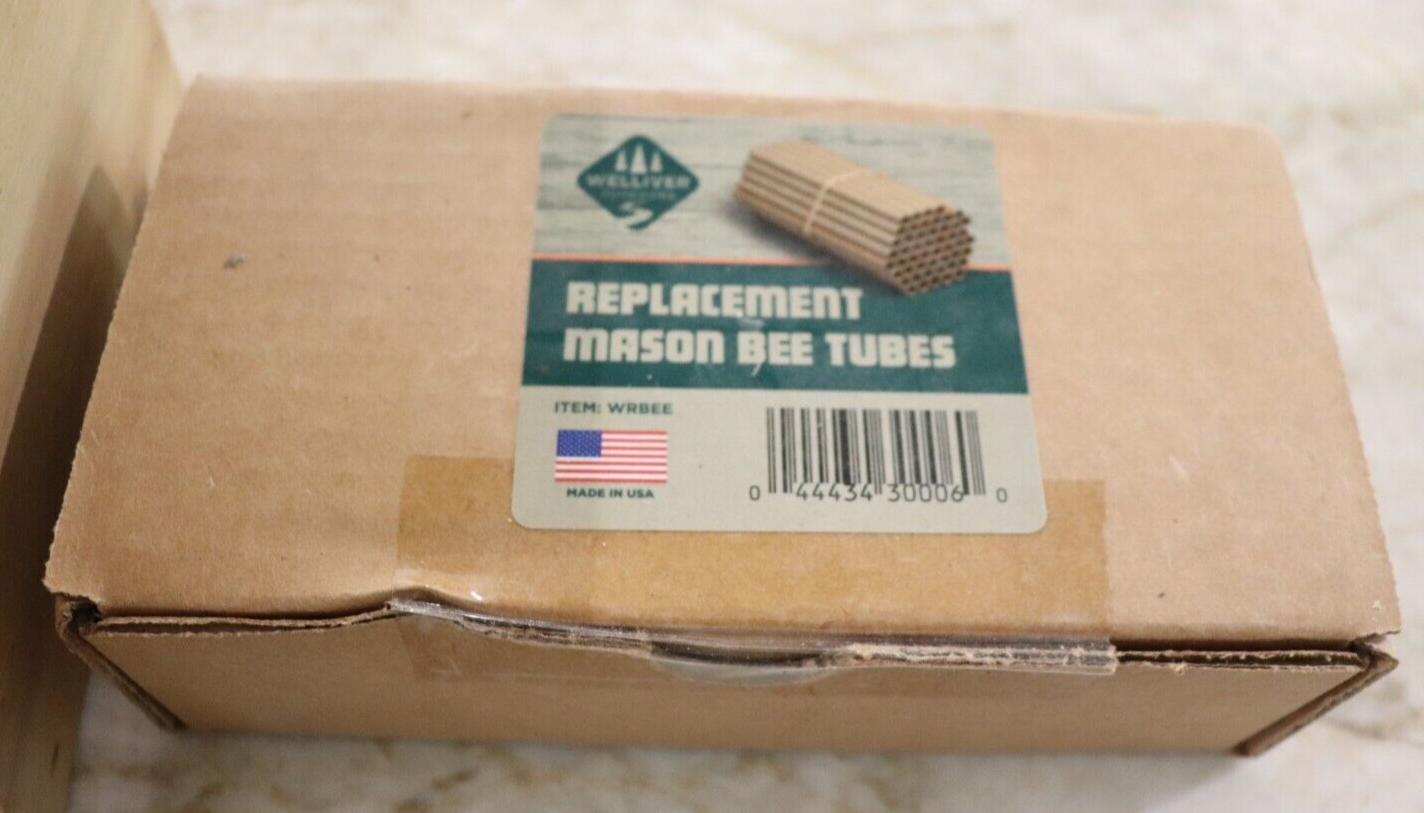 WELLIVER
REPLACEMENT
MASON BEE TUBES
ITEM: WRBEE
MADE IN USA
0 44434 30006 0